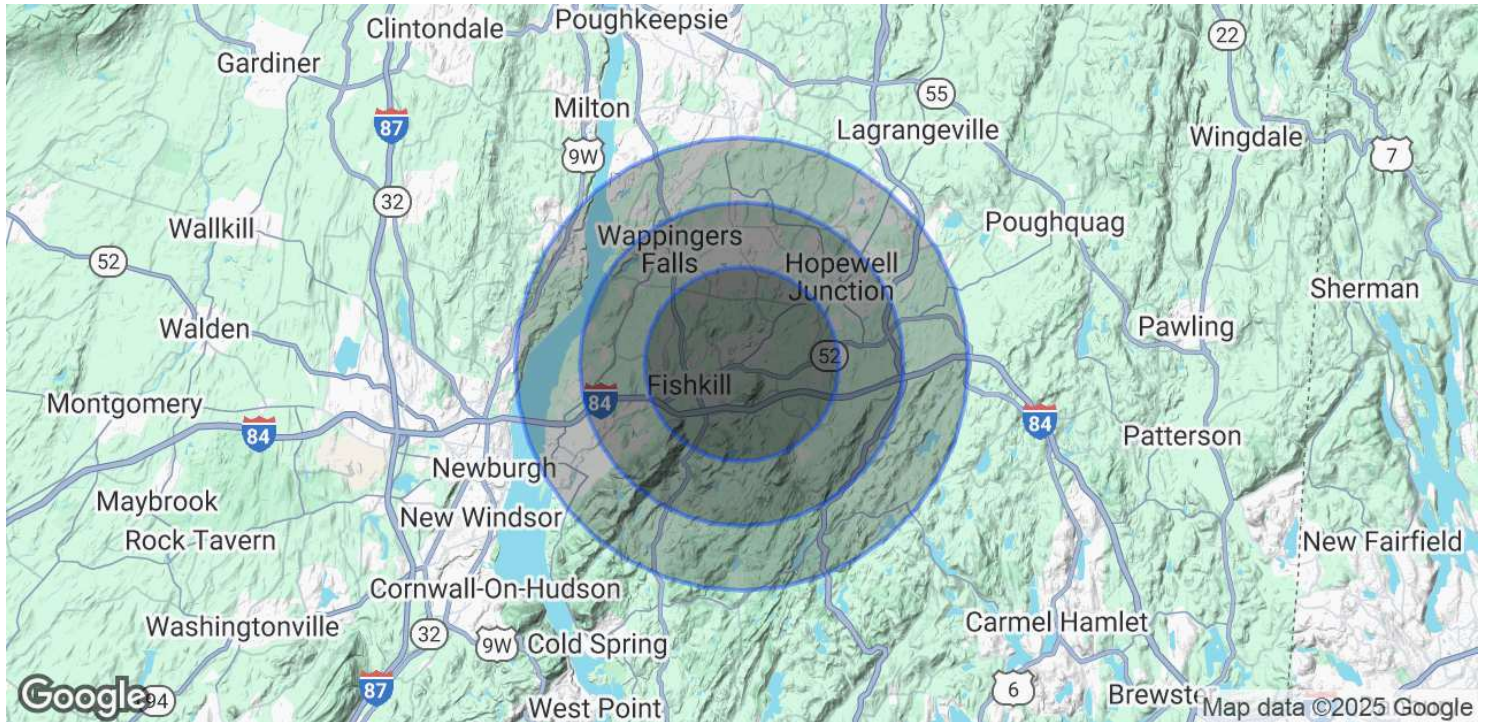 Poughkeepsie
Clintondale
22
Gardiner
55
Milton
87
Lagrangeville
Wingdale
9W
7
32
Wallkill
Poughquag
Wappingers
Falls
52
Hopewell
Junction
Sherman
Walden
Pawling
52
Fishkill
84
Montgomery
84
84
Patterson
Newburgh
Maybrook
New Windsor
Rock Tavern
New Fairfield
Cornwall-On-Hudson
Washingtonville
32
9W
Cold Spring
Carmel Hamlet
87
6
Google
94
West Point
Brewster
Map data ©2025 Google